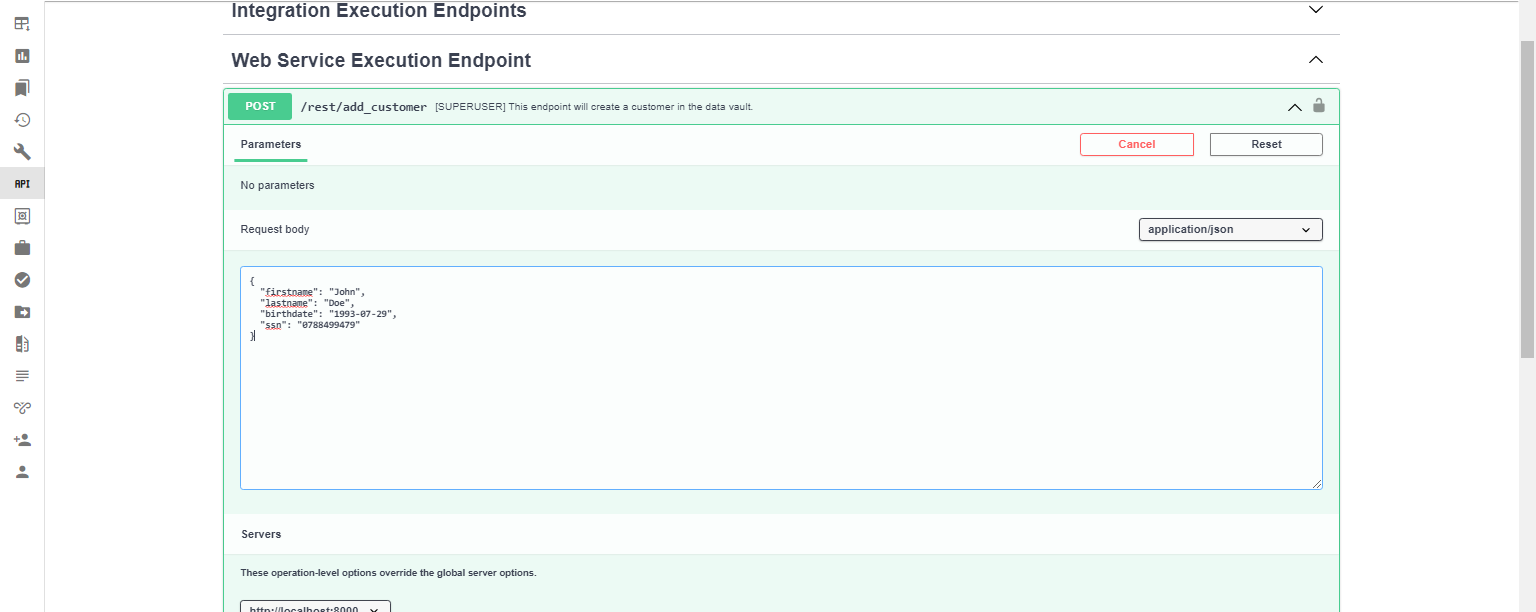 Integration Execution Endpoints
Web Service Execution Endpoint
POST /rest/add_customer [SUPERUSER] This endpoint will create a customer in the data vault.
Parameters Cancel Reset
API
No parameters
Request body application/json
{
"firstname": "John",
"lastname": "Doe",
"birthdate": "1993-07-29",
"ssn": "0788499479"
}
Servers
These operation-level options override the global server options.
http://localhost:8000